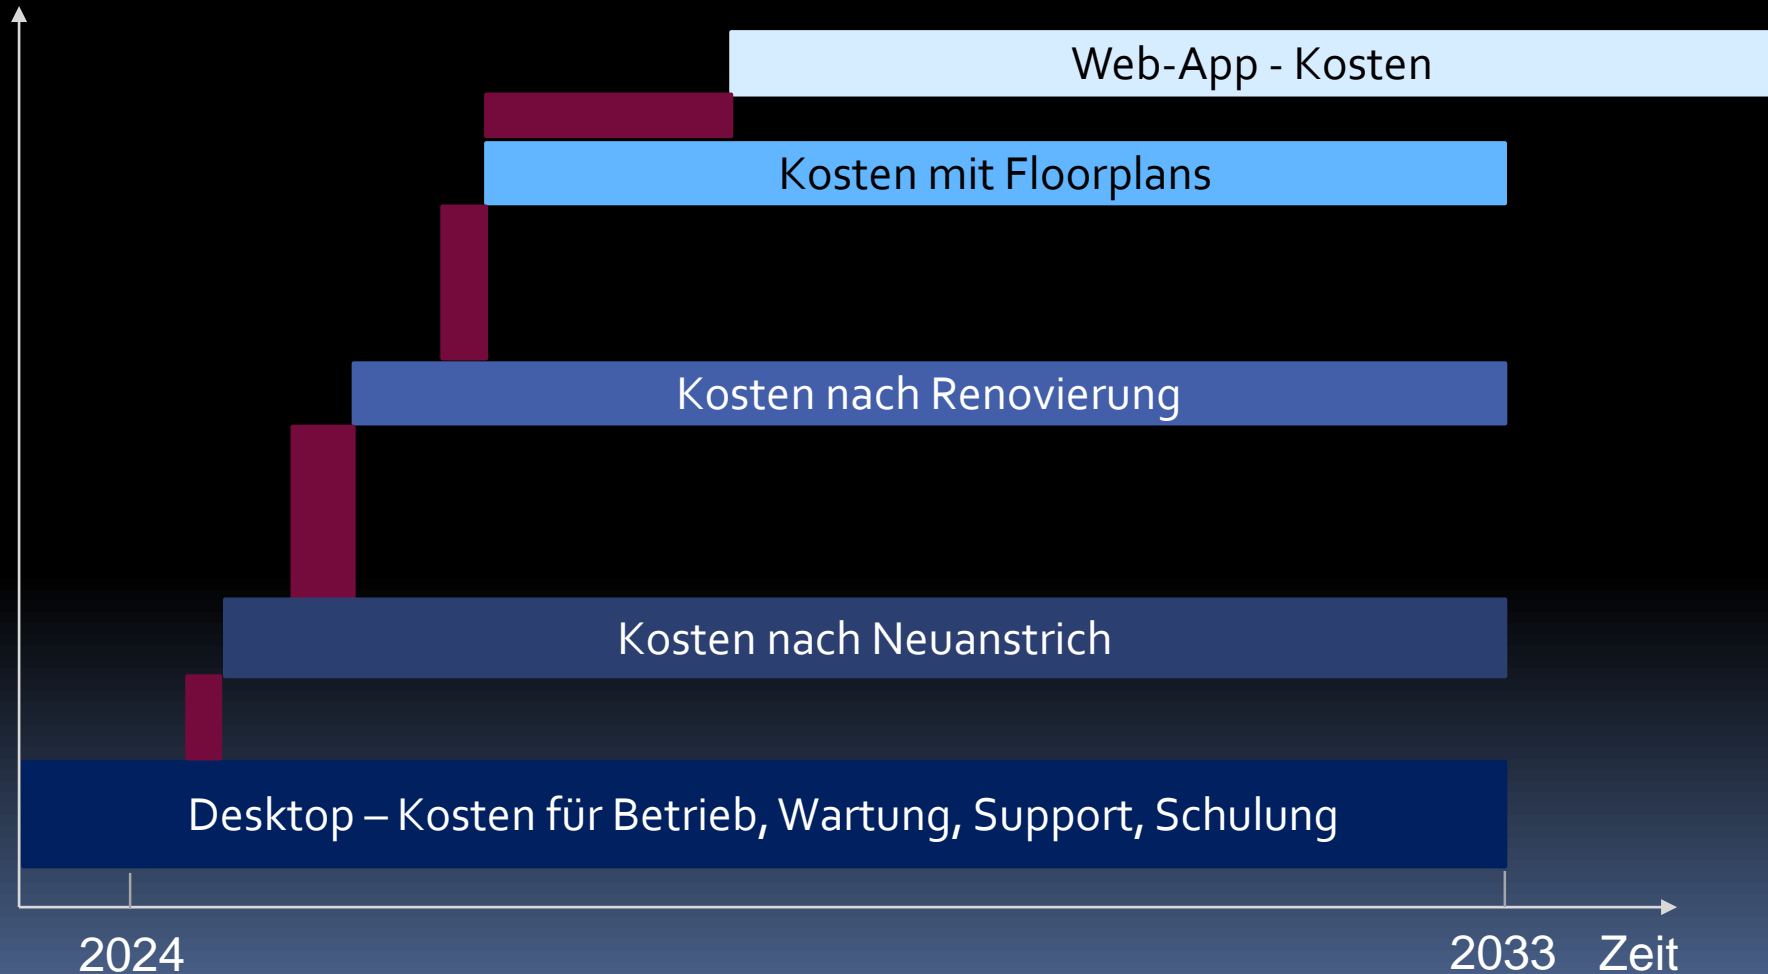 Web-App - Kosten
Kosten mit Floorplans
Kosten nach Renovierung
Kosten nach Neuanstrich
Desktop – Kosten für Betrieb, Wartung, Support, Schulung
2024
2033
Zeit